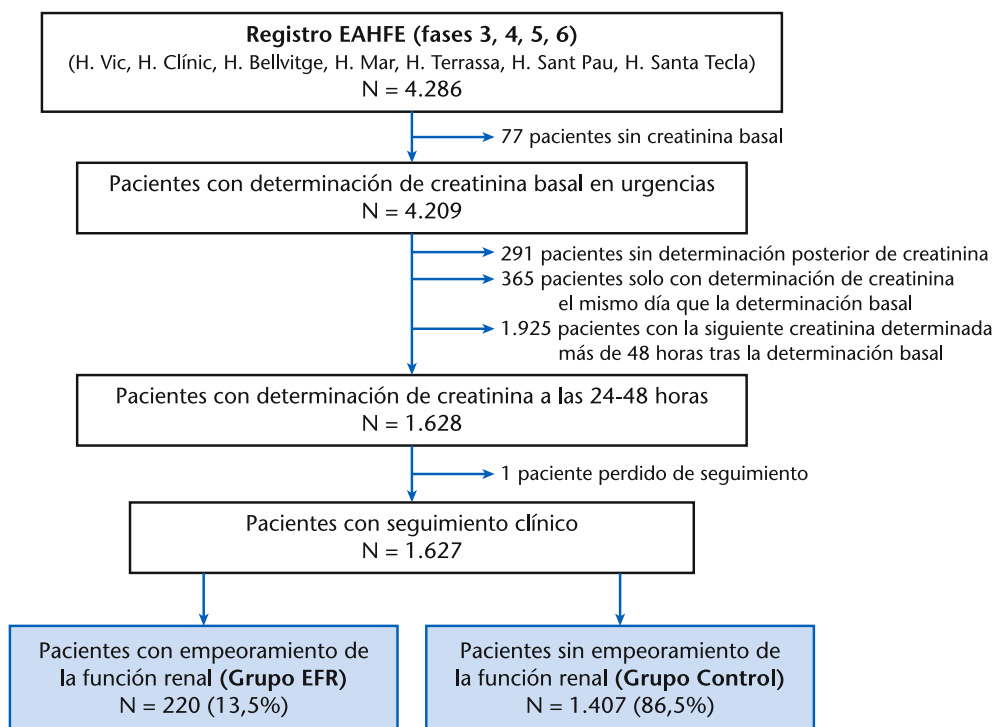 Registro EAHFE (fases 3, 4, 5, 6)
(H. Vic, H. Clínic, H. Bellvitge, H. Mar, H. Terrassa, H. Sant Pau, H. Santa Tecla)
N = 4.286
77 pacientes sin creatinina basal
Pacientes con determinación de creatinina basal en urgencias
N = 4.209
291 pacientes sin determinación posterior de creatinina
365 pacientes solo con determinación de creatinina
el mismo día que la determinación basal
1.925 pacientes con la siguiente creatinina determinada
más de 48 horas tras la determinación basal
Pacientes con determinación de creatinina a las 24-48 horas
N = 1.628
1 paciente perdido de seguimiento
Pacientes con seguimiento clínico
N = 1.627
Pacientes con empeoramiento de
la función renal (Grupo EFR)
N = 220 (13,5%)
Pacientes sin empeoramiento de
la función renal (Grupo Control)
N = 1.407 (86,5%)